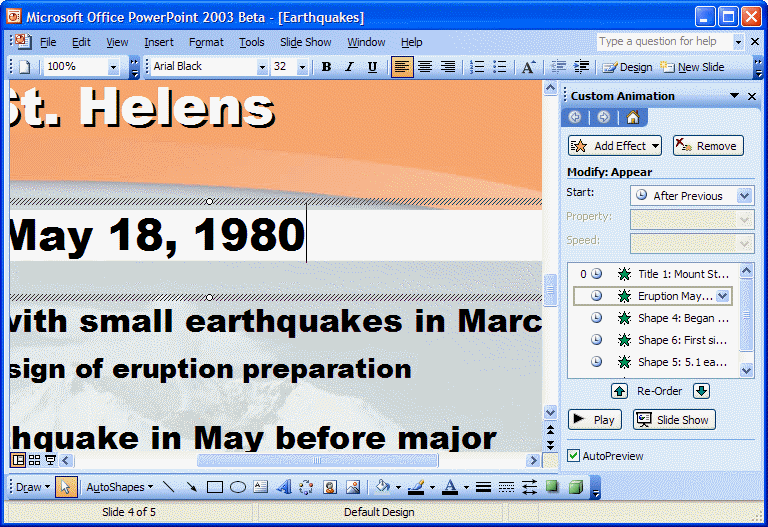 Microsoft Office PowerPoint 2003 Beta - [Earthquakes]
File Edit View Insert Format Tools Slide Show Window Help Type a question for help
100% Arial Black 32 B I U A Design New Slide
St. Helens
May 18, 1980
with small earthquakes in Marc
sign of eruption preparation
hquake in May before major
Custom Animation
Add Effect Remove
Modify: Appear
Start: After Previous
Property:
Speed:
0 Title 1: Mount St...
Eruption May...
Shape 4: Began ...
Shape 6: First si...
Shape 5: 5.1 ea...
Re-Order
Play Slide Show
AutoPreview
Draw AutoShapes A A
Slide 4 of 5 Default Design